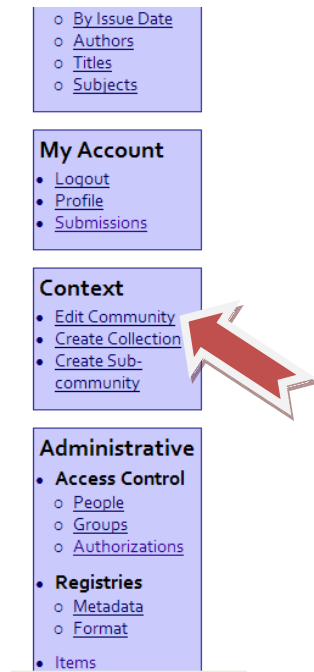 By Issue Date
Authors
Titles
Subjects
My Account
Logout
Profile
Submissions
Context
Edit Community
Create Collection
Create Sub-
community
Administrative
Access Control
People
Groups
Authorizations
Registries
Metadata
Format
Items